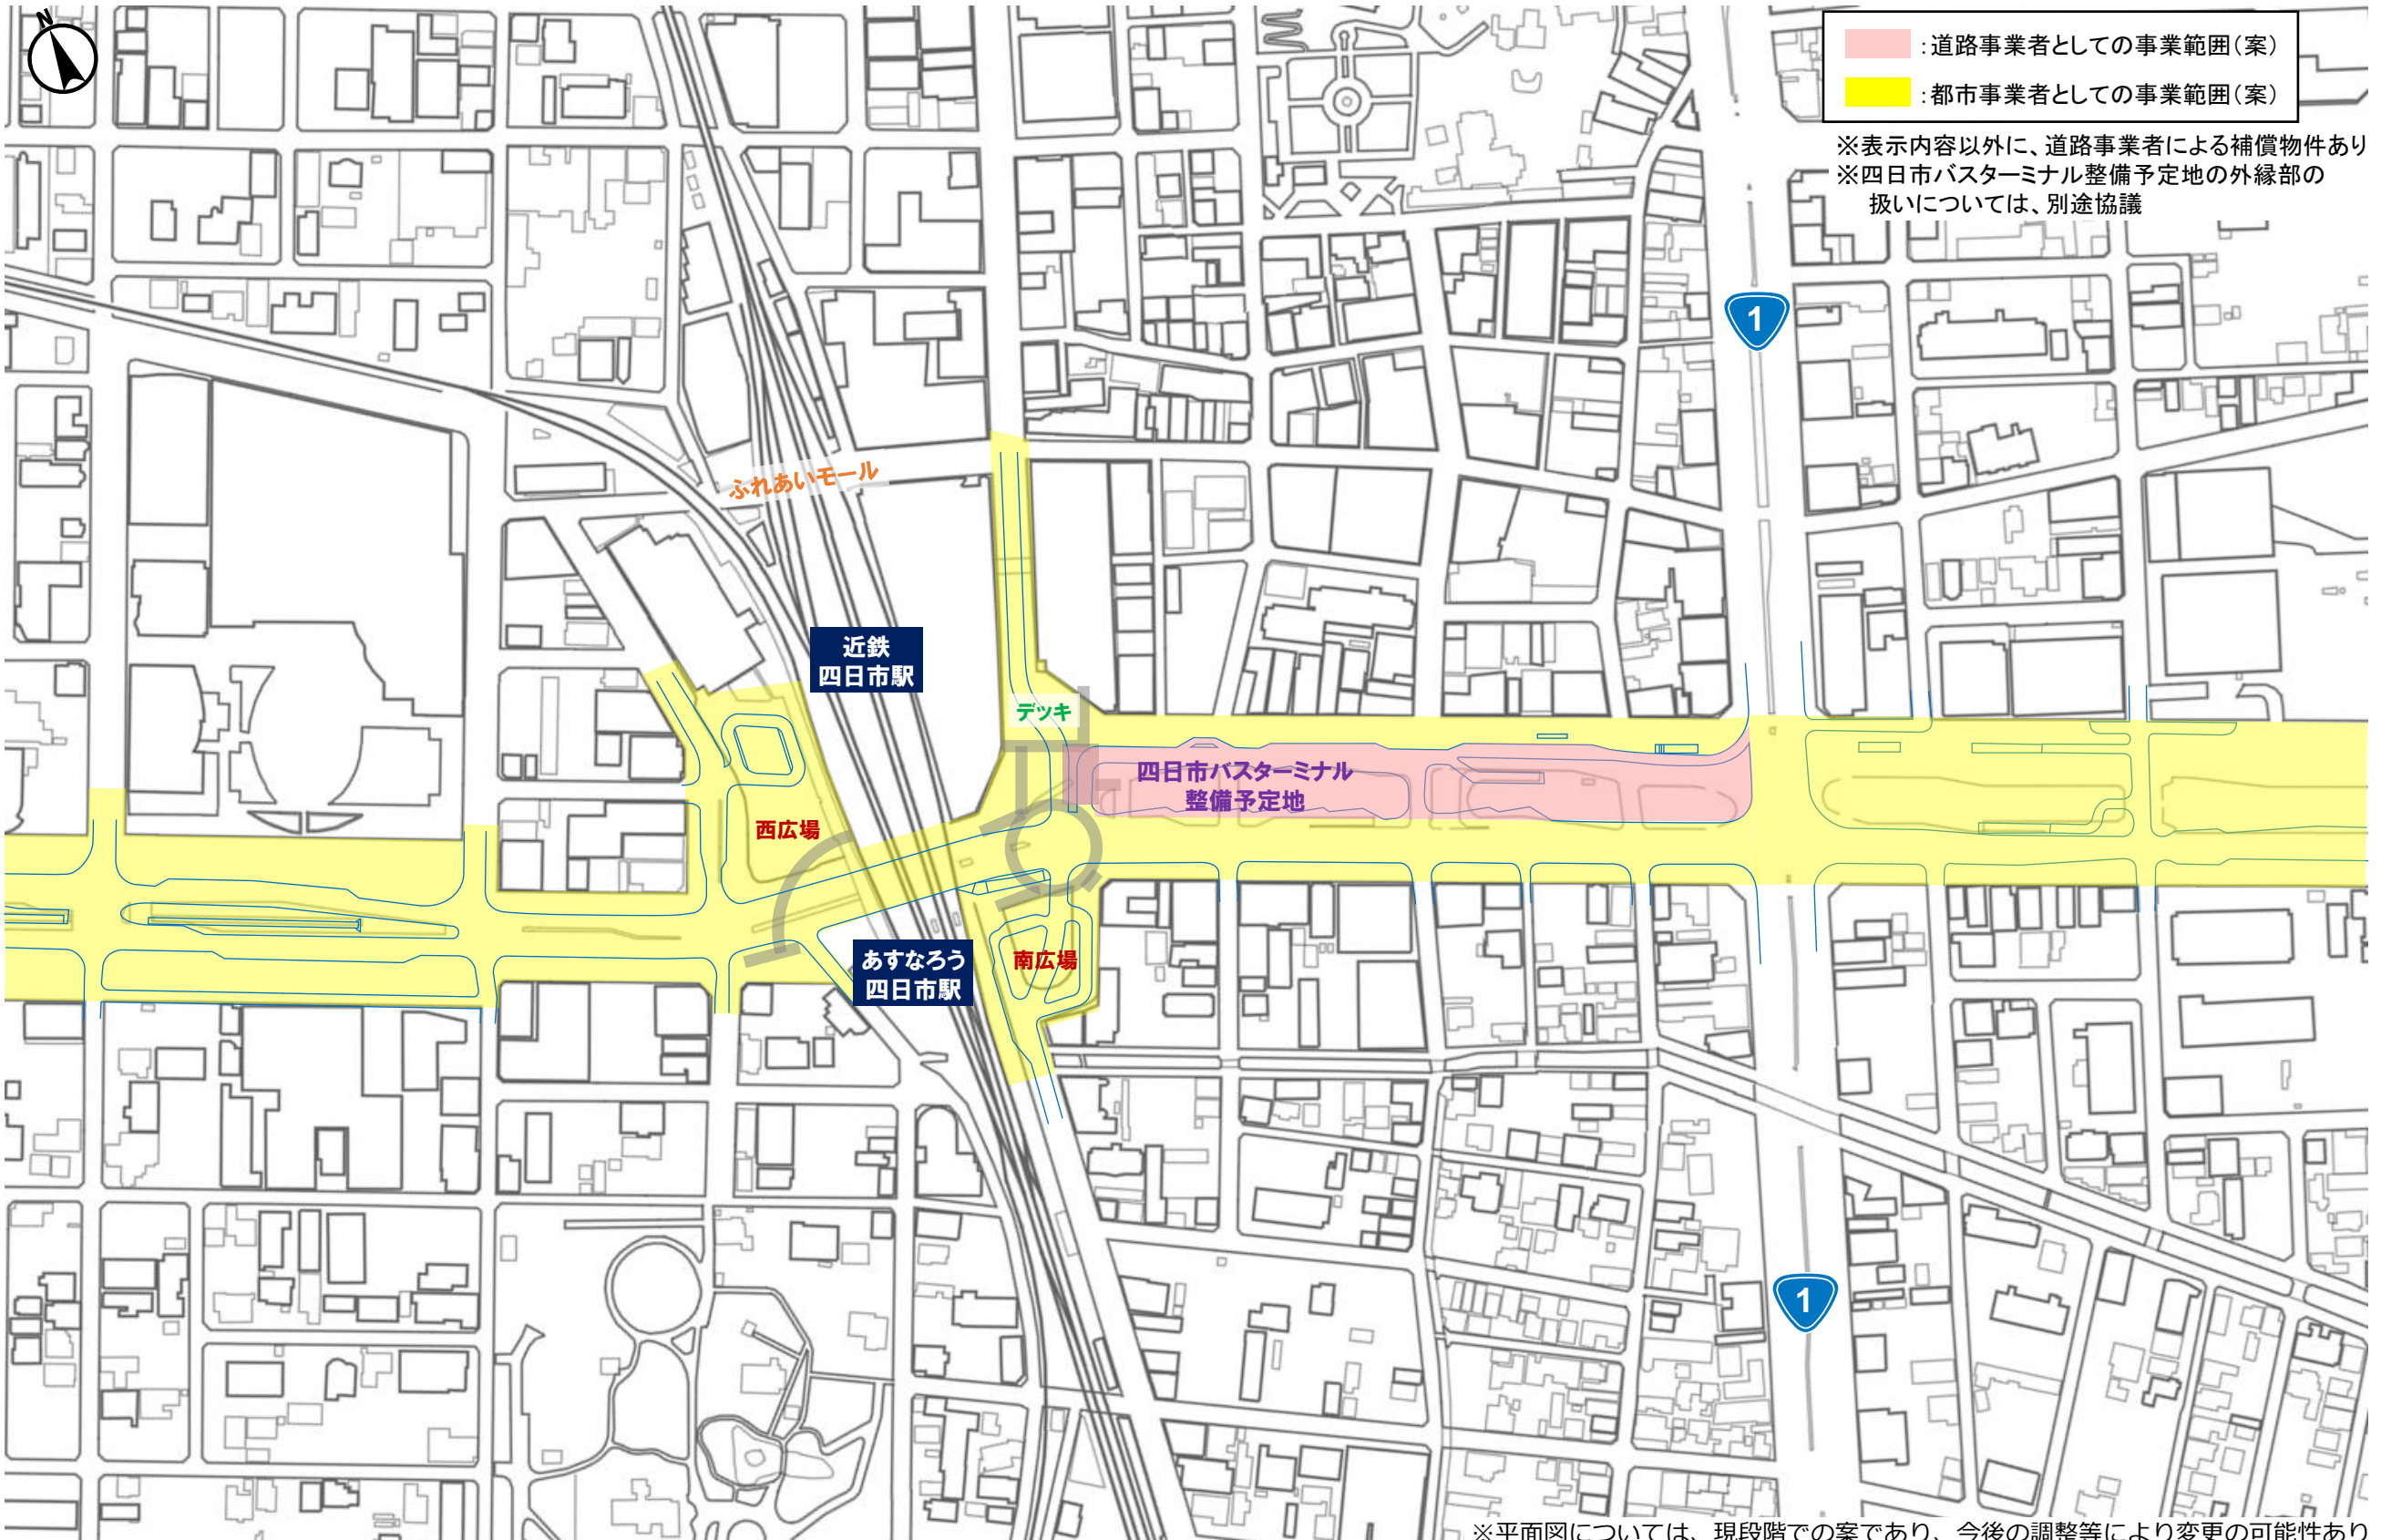 N
:道路事業者としての事業範囲(案)
:都市事業者としての事業範囲(案)
※表示内容以外に、道路事業者による補償物件あり
※四日市バスターミナル整備予定地の外縁部の
扱いについては、別途協議
1
ふれあいモール
近鉄
四日市駅
デッキ
四日市バスターミナル
整備予定地
西広場
あすなろう
四日市駅
南広場
1
※平面図については、現段階での案であり、今後の調整等により変更の可能性あり